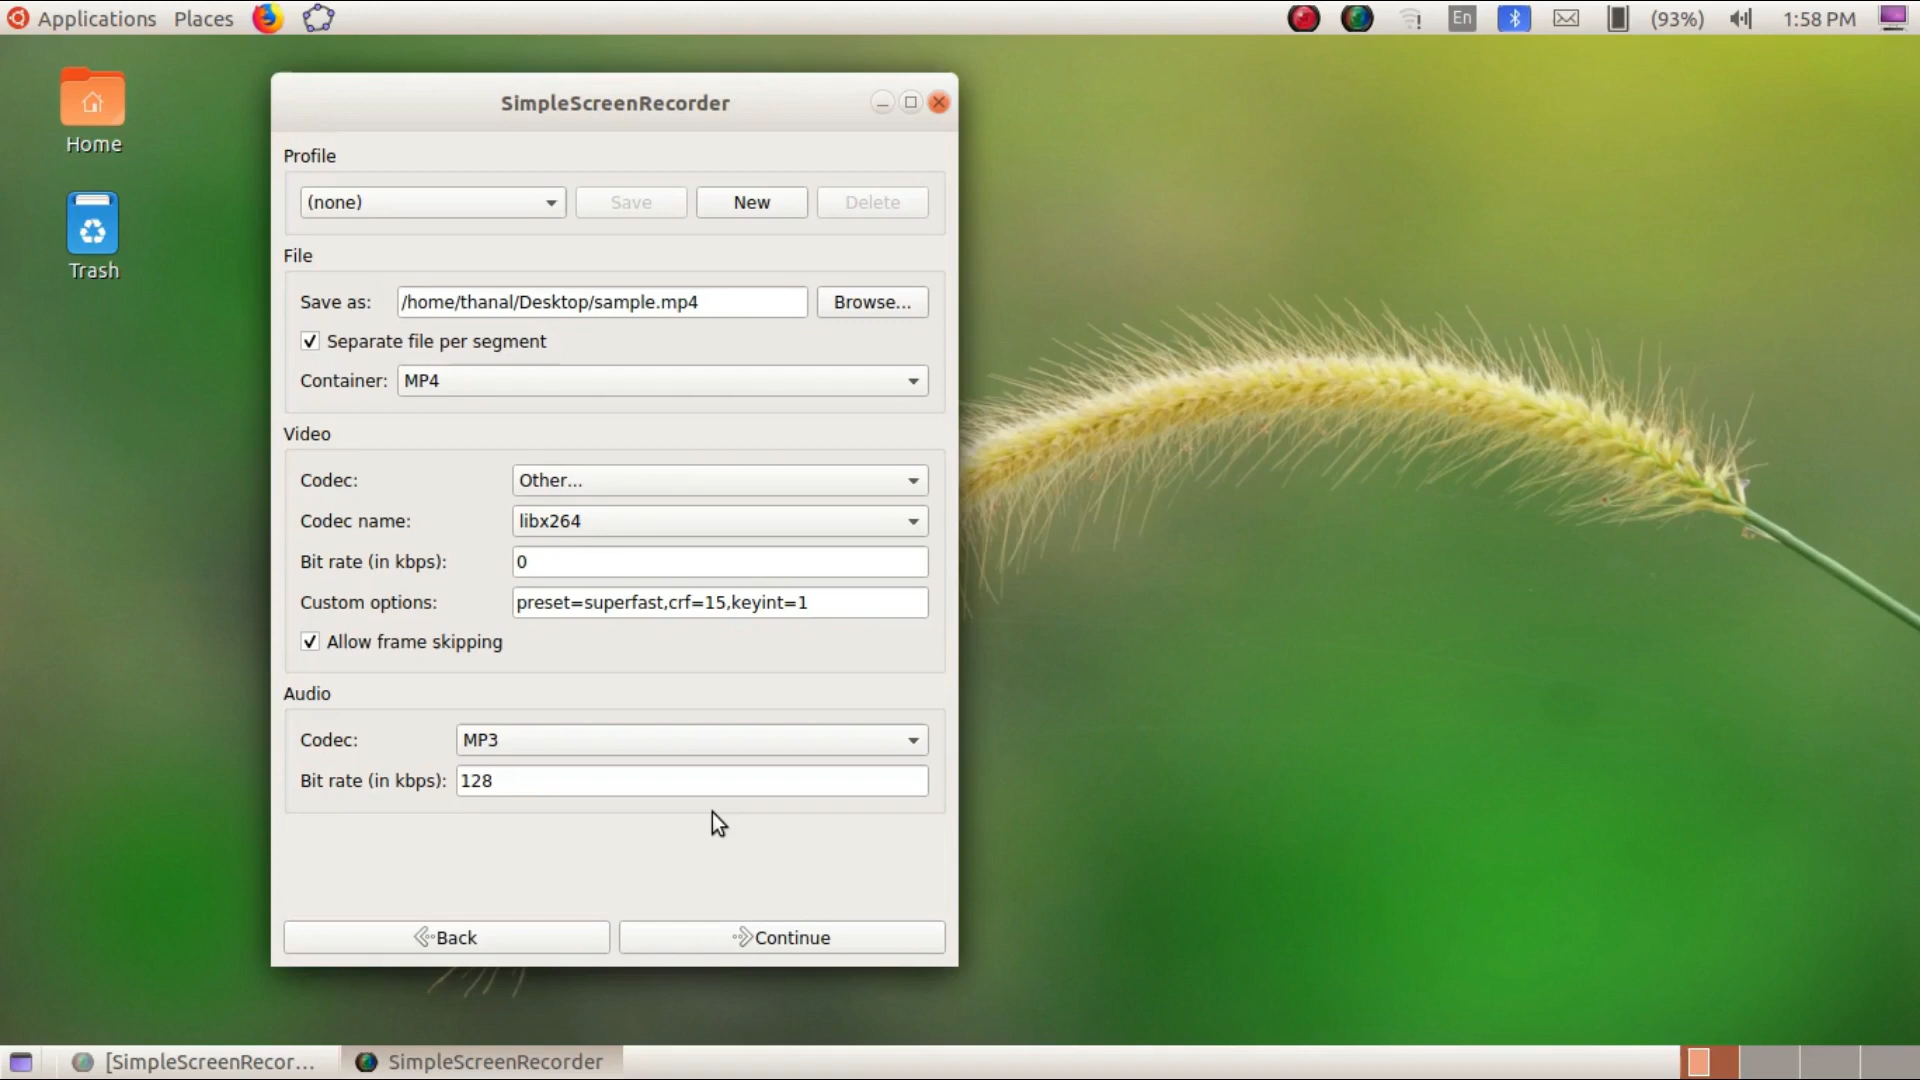 Applications Places En (93%) 1:58 PM
Home
Trash
SimpleScreenRecorder
Profile
(none) Save New Delete
File
Save as: /home/thanal/Desktop/sample.mp4 Browse...
Separate file per segment
Container: MP4
Video
Codec: Other...
Codec name: libx264
Bit rate (in kbps): 0
Custom options: preset=superfast,crf=15,keyint=1
Allow frame skipping
Audio
Codec: MP3
Bit rate (in kbps): 128
Back Continue
[SimpleScreenRecor... SimpleScreenRecorder